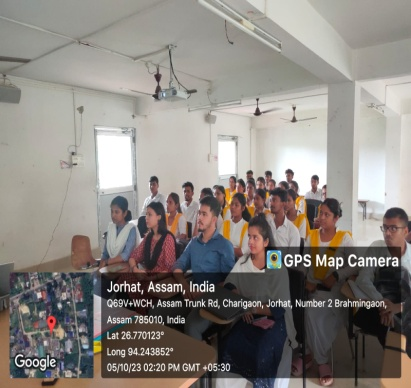 GPS Map Camera
Jorhat, Assam, India
Q69V+WCH, Assam Trunk Rd, Charigaon, Jorhat, Number 2 Brahmingaon,
Assam 785010, India
Lat 26.770123°
Long 94.243852°
05/10/23 02:20 PM GMT +05:30
Google